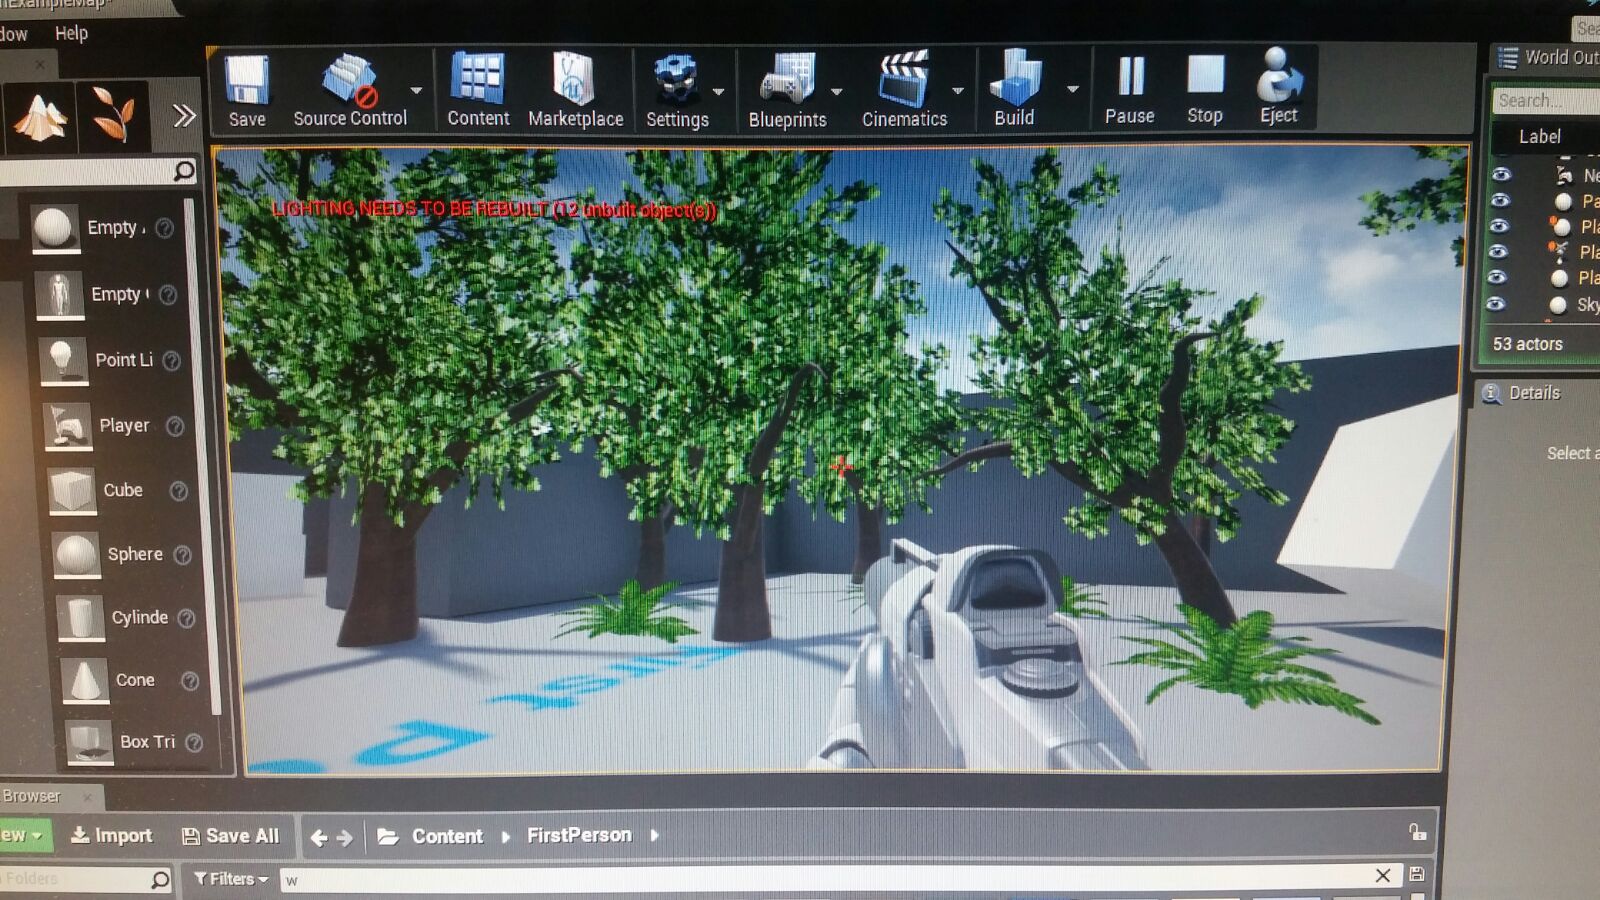 Help
Save
Source Control
Content
Marketplace
Settings
Blueprints
Cinematics
Build
Pause
Stop
Eject
World Out
Search...
Label
Ne
Pa
Pla
Pla
Pla
Sky
53 actors
Details
Select a
LIGHTING NEEDS TO BE REBUILT (12 unbuilt object(s))
Empty
Empty
Point Li
Player
Cube
Sphere
Cylinde
Cone
Box Tri
Browser
ew
Import
Save All
Content
FirstPerson
Folders
Filters
w